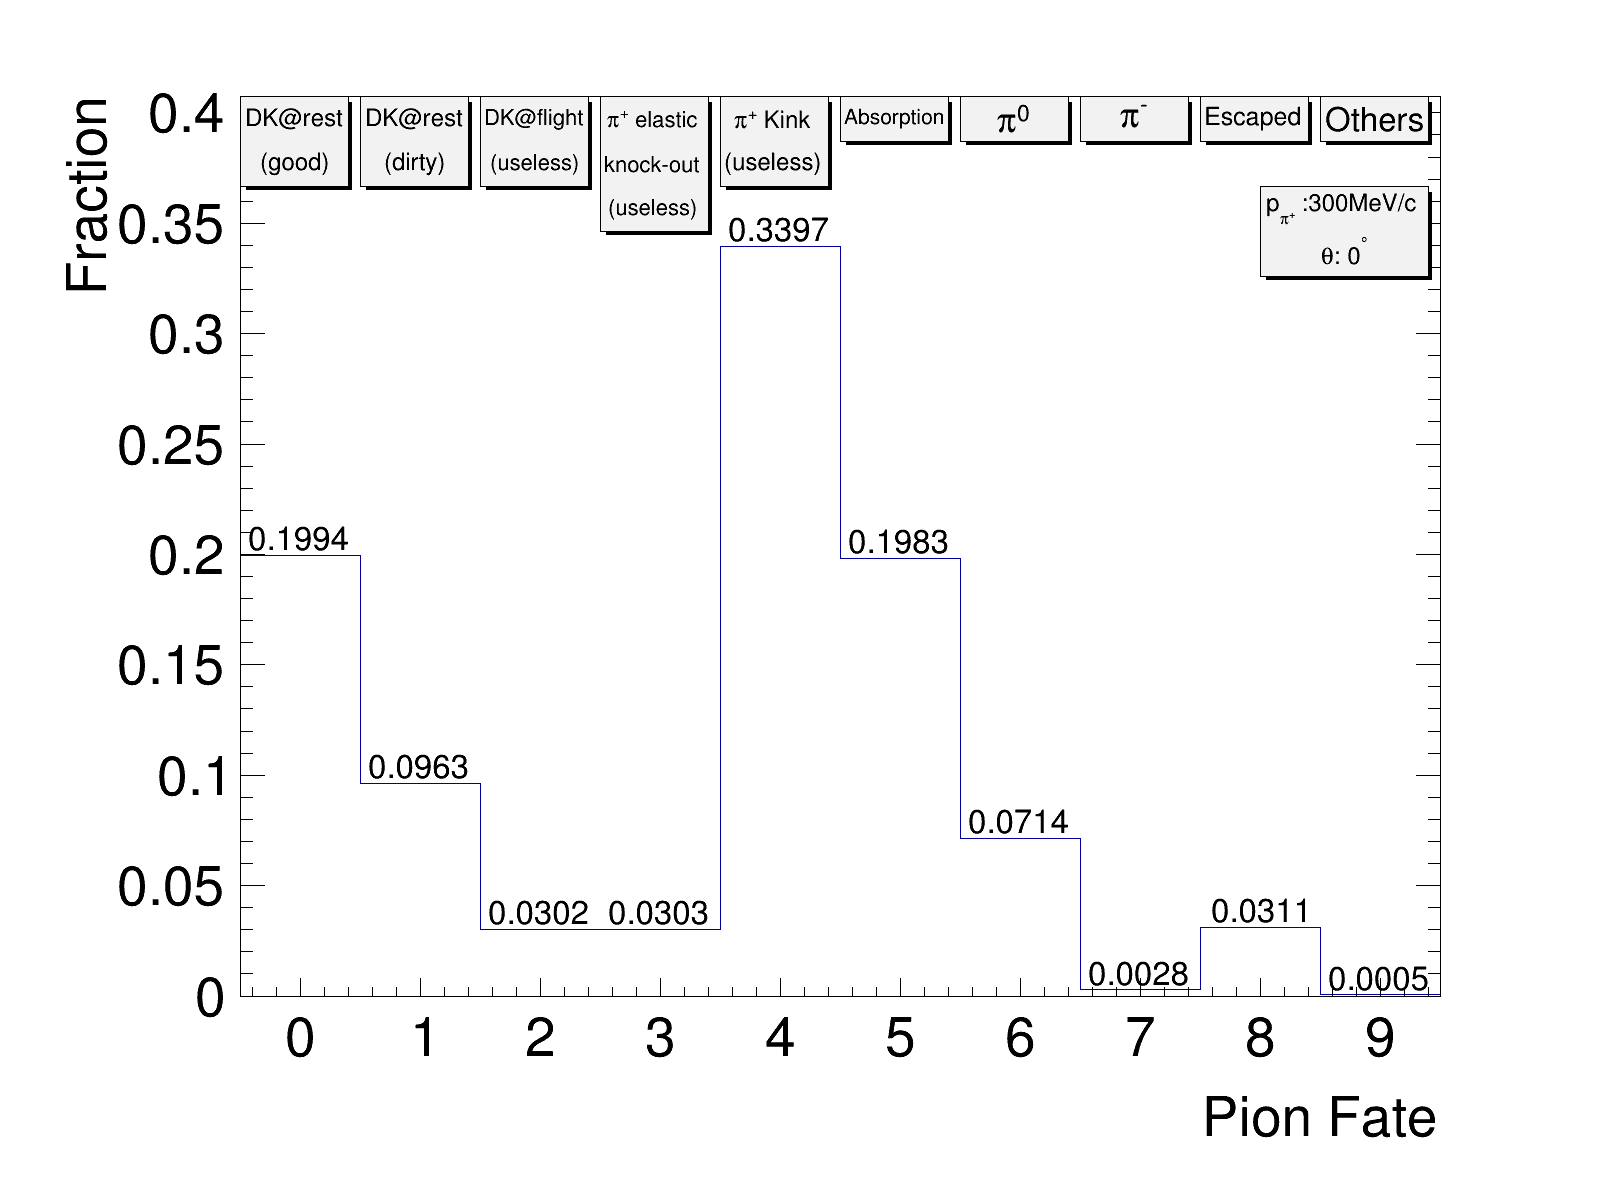 Fraction
0.4
0.35
0.3
0.25
0.2
0.15
0.1
0.05
0
DK@rest
(good)
DK@rest
(dirty)
DK@flight
(useless)
π⁺ elastic
knock-out
(useless)
π⁺ Kink
(useless)
Absorption
π⁰
π⁻
Escaped
Others
p_π⁺ :300MeV/c
θ: 0°
0.1994
0.0963
0.0302
0.0303
0.3397
0.1983
0.0714
0.0028
0.0311
0.0005
0 1 2 3 4 5 6 7 8 9
Pion Fate